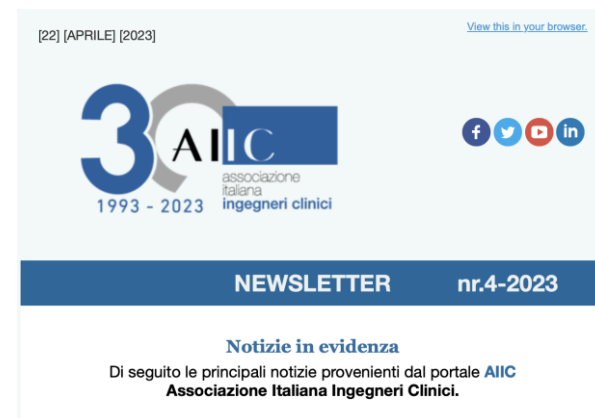 [22] [APRILE] [2023]
View this in your browser.
30
AIIC
associazione
italiana
ingegneri clinici
1993 - 2023
NEWSLETTER nr.4-2023
Notizie in evidenza
Di seguito le principali notizie provenienti dal portale AIIC
Associazione Italiana Ingegneri Clinici.